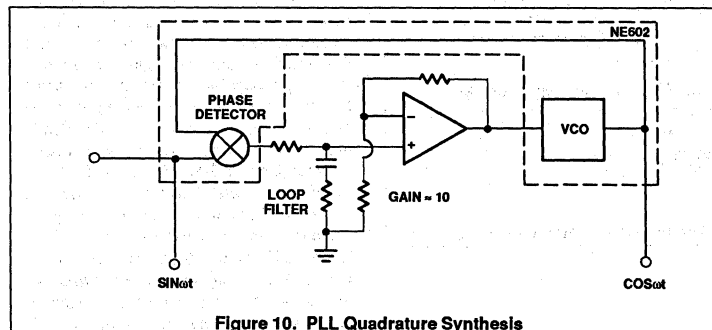 NE602
PHASE
DETECTOR
−
+
VCO
LOOP
FILTER
GAIN ≈ 10
SINωt
COSωt
Figure 10. PLL Quadrature Synthesis